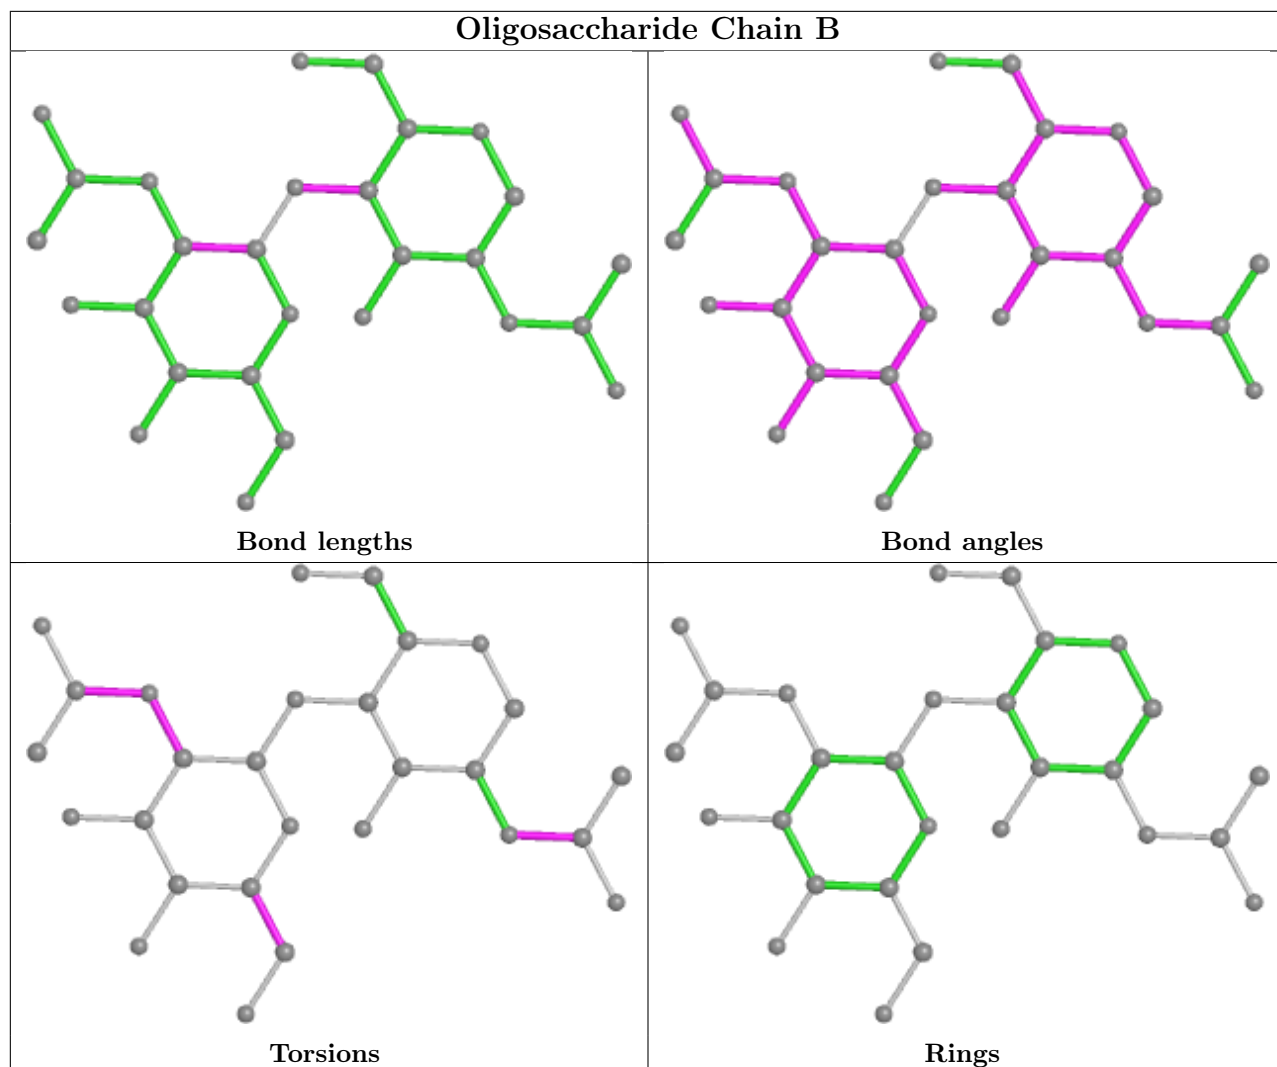 Oligosaccharide Chain B
Bond lengths
Bond angles
Torsions
Rings